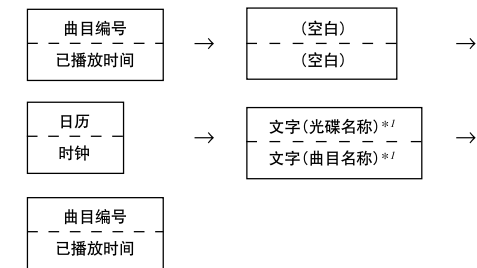 曲目编号
已播放时间
→
(空白)
(空白)
→
日历
时钟
→
文字(光碟名称)*1
文字(曲目名称)*1
→
曲目编号
已播放时间